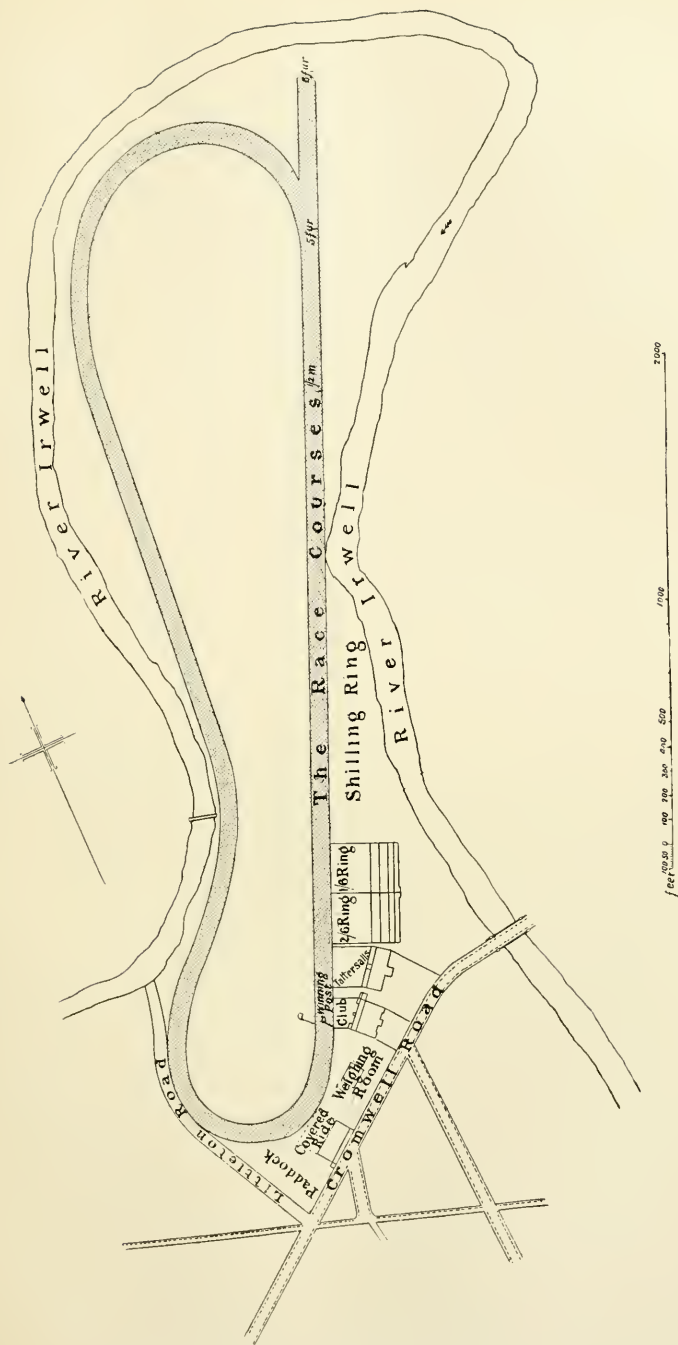 River Irwell
6 fur
5 fur
1/2 m
The Race Courses
River Irwell
Shilling Ring
1/6 Ring
2/6 Ring
Tattersalls
Winning
Post
Club
Weighing
Room
Covered
Ride
Paddock
Cromwell Road
Littleton Road
feet
100 50 0 100 200 300 400 500 1000 2000